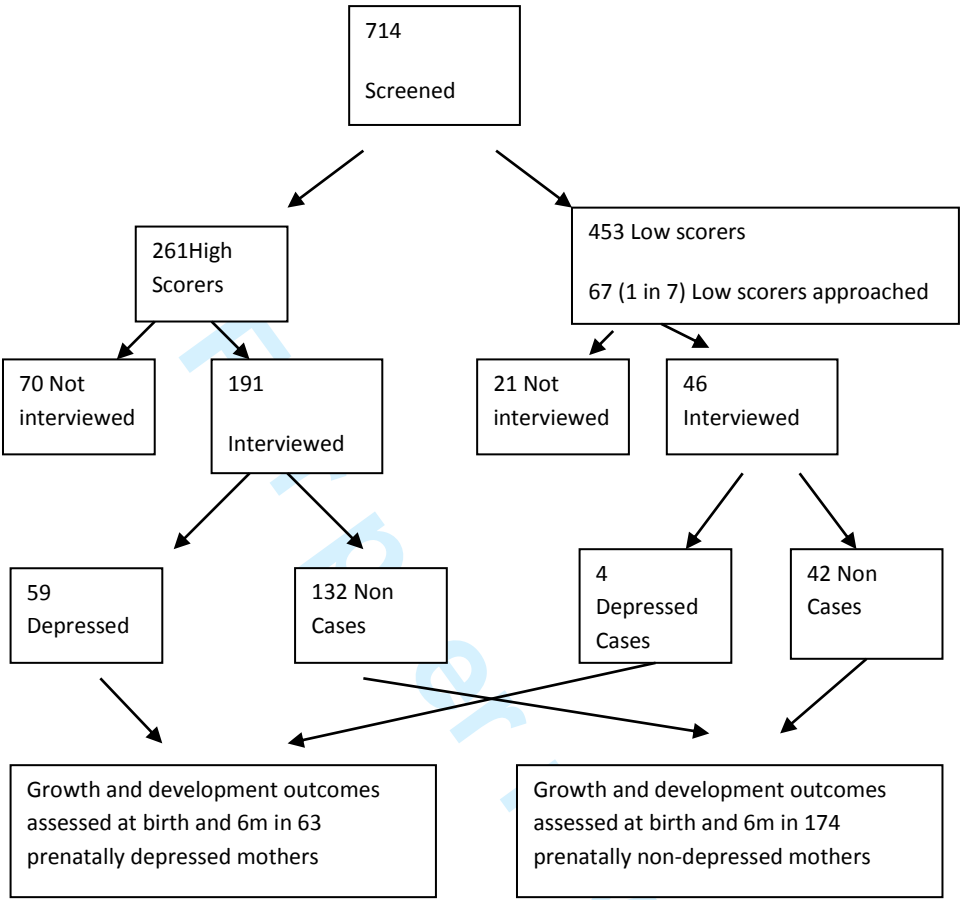 714
Screened
261High
Scorers
453 Low scorers
67 (1 in 7) Low scorers approached
70 Not
interviewed
191
Interviewed
21 Not
interviewed
46
Interviewed
59
Depressed
132 Non
Cases
4
Depressed
Cases
42 Non
Cases
Growth and development outcomes
assessed at birth and 6m in 63
prenatally depressed mothers
Growth and development outcomes
assessed at birth and 6m in 174
prenatally non-depressed mothers